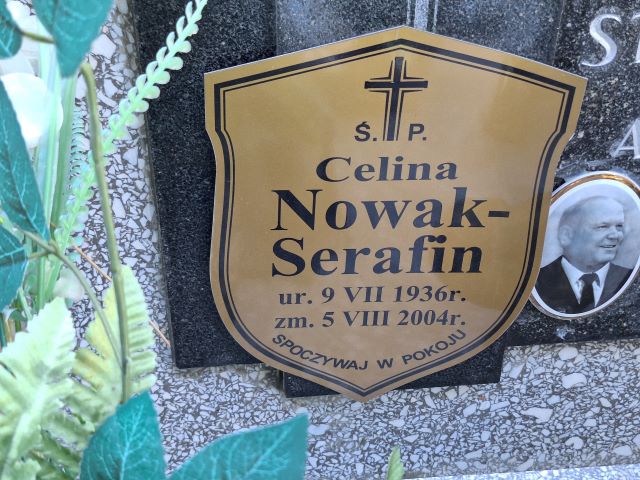 Ś. P.
Celina
Nowak-
Serafin
ur. 9 VII 1936r.
zm. 5 VIII 2004r.
SPOCZYWAJ W POKOJU